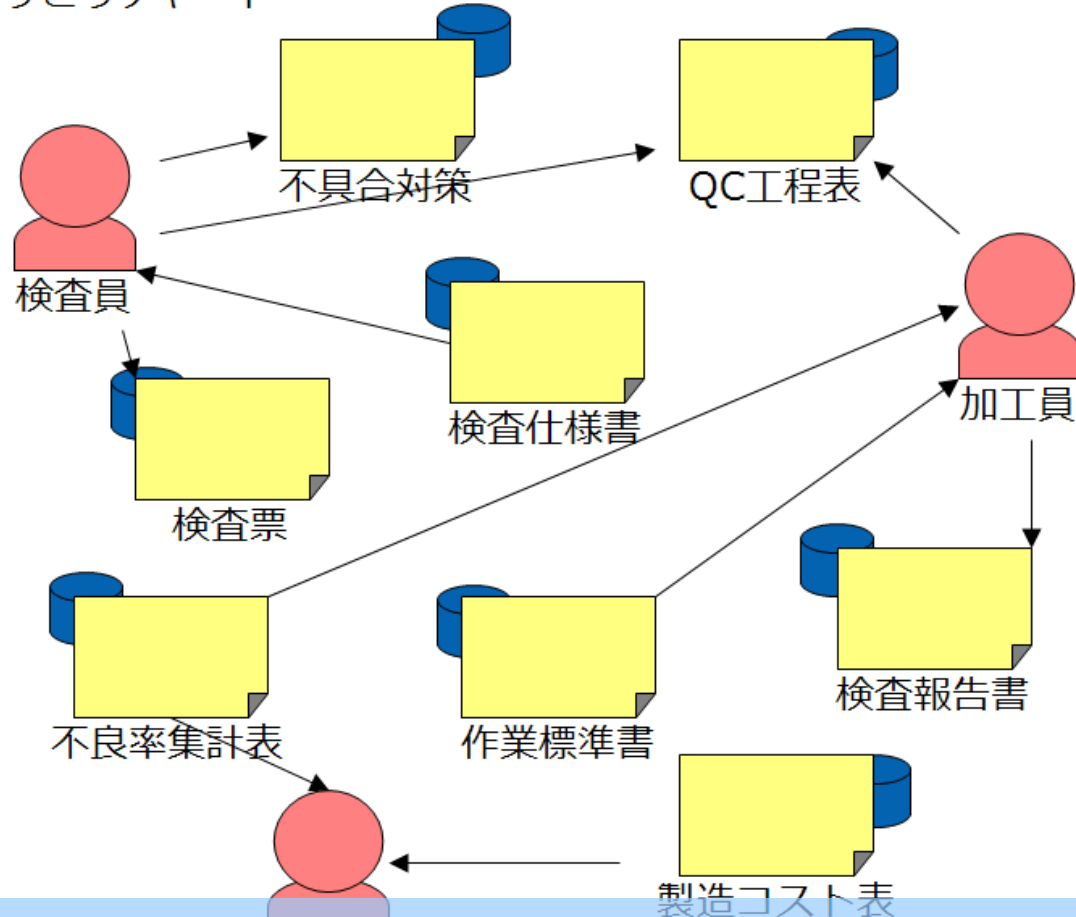 不具合対策
QC工程表
検査員
検査仕様書
加工員
検査票
検査報告書
不良率集計表
作業標準書
製造コスト表